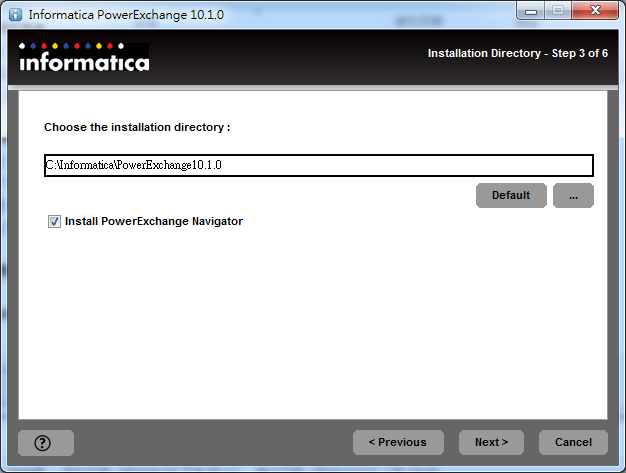 Informatica PowerExchange 10.1.0
informatica
Installation Directory - Step 3 of 6
Choose the installation directory :
C:\Informatica\PowerExchange10.1.0
Default
...
Install PowerExchange Navigator
?
< Previous
Next >
Cancel